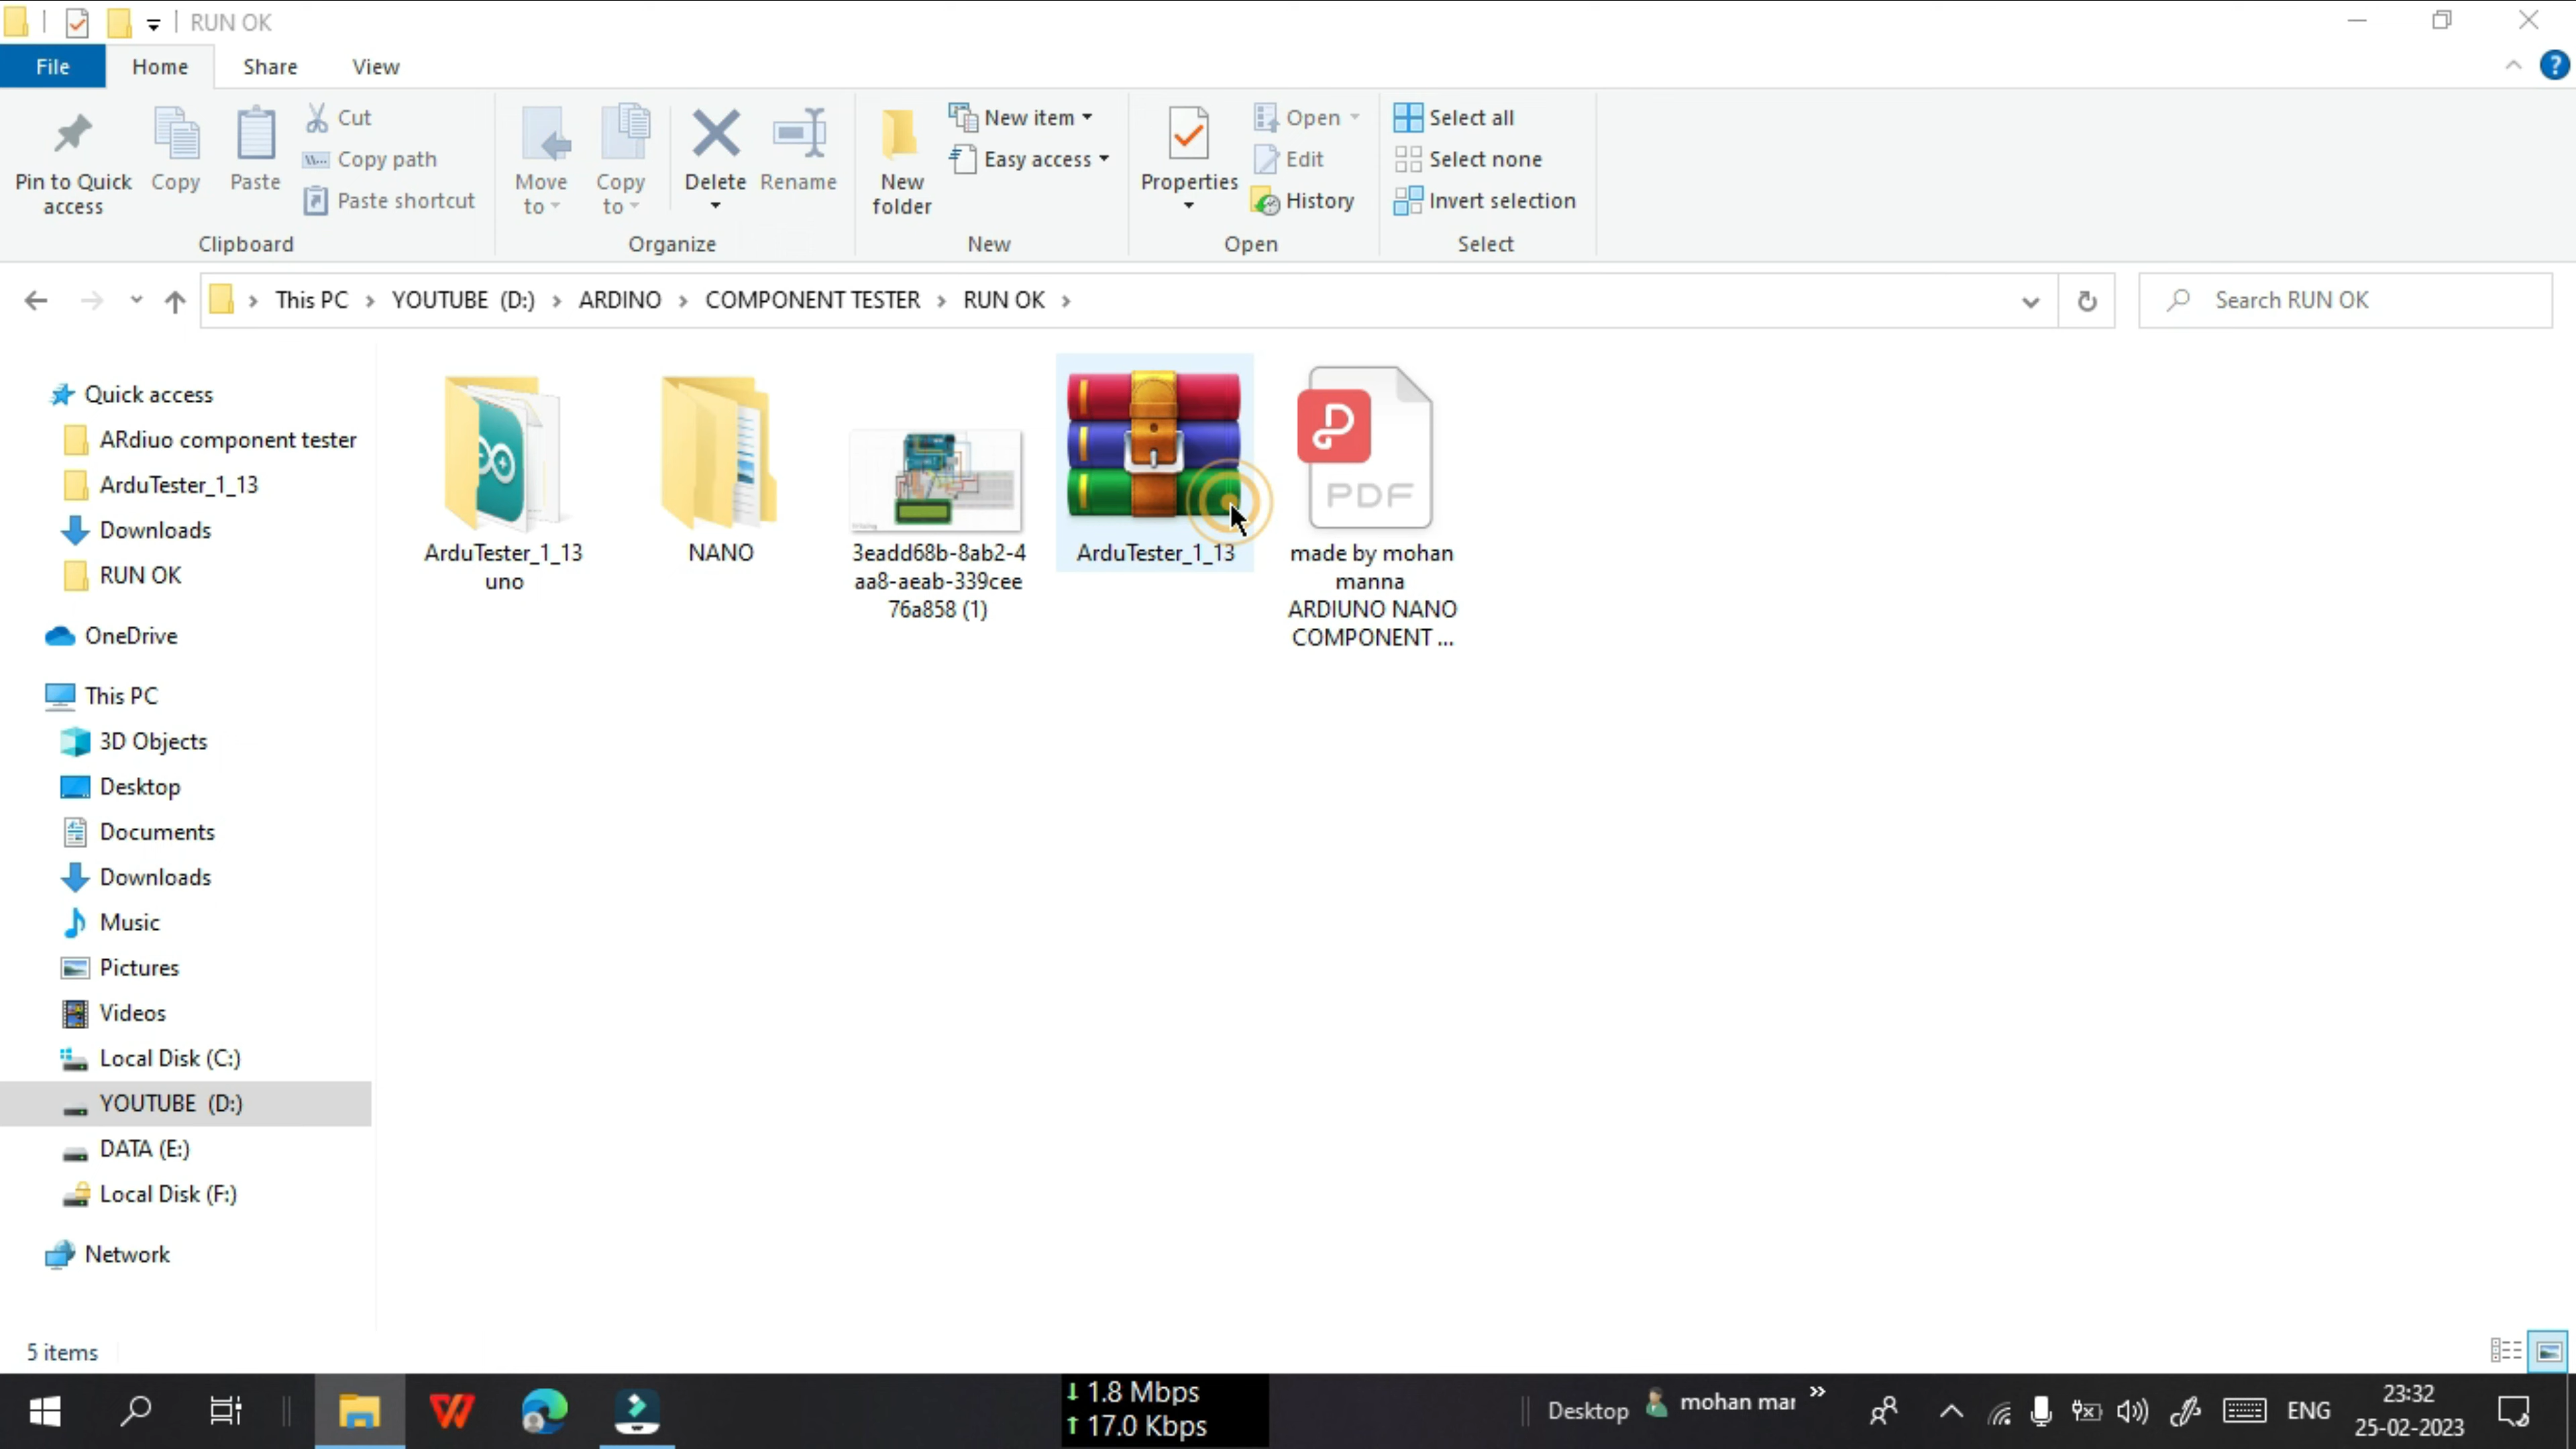 RUN OK
File Home Share View
Pin to Quick access
Copy
Paste
Cut
Copy path
Paste shortcut
Clipboard
Move to
Copy to
Delete
Rename
Organize
New folder
New item
Easy access
New
Properties
Open
Edit
History
Open
Select all
Select none
Invert selection
Select
This PC > YOUTUBE (D:) > ARDINO > COMPONENT TESTER > RUN OK >
Search RUN OK
Quick access
ARdiuo component tester
ArduTester_1_13
Downloads
RUN OK
OneDrive
This PC
3D Objects
Desktop
Documents
Downloads
Music
Pictures
Videos
Local Disk (C:)
YOUTUBE (D:)
DATA (E:)
Local Disk (F:)
Network
ArduTester_1_13
uno
NANO
3eadd68b-8ab2-4
aa8-aeab-339cee
76a858 (1)
ArduTester_1_13
PDF
made by mohan
manna
ARDIUNO NANO
COMPONENT ...
5 items
↓ 1.8 Mbps
↑ 17.0 Kbps
Desktop
mohan mar
ENG
23:32
25-02-2023